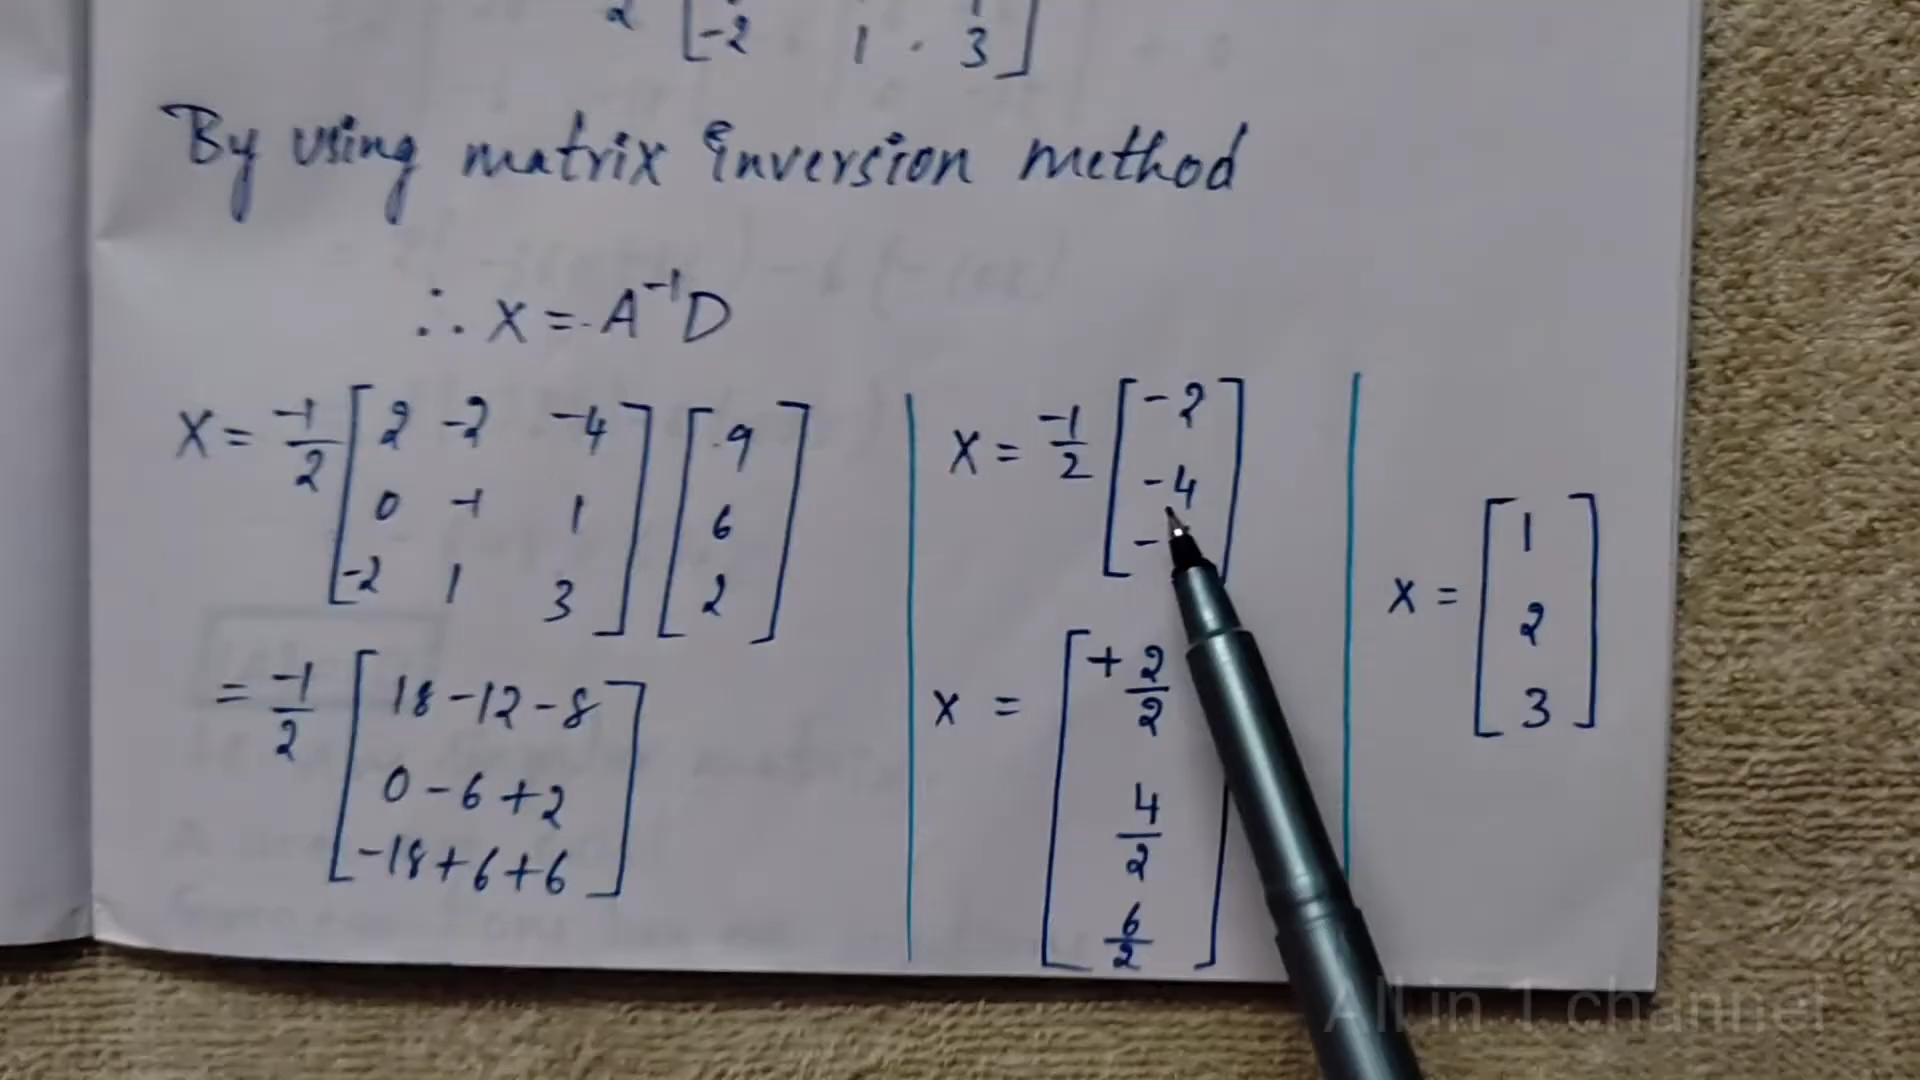 2 [-2 1 3]
By using matrix inversion method
∴ X = A⁻¹D
X = -1/2 [2 -2 -4
0 -1 1
-2 1 3] [9
6
2]
= -1/2 [18-12-8
0-6+2
-18+6+6]
X = -1/2 [-2
-4
-
X = [+2/2
4/2
6/2]
X = [1
2
3]
All in 1 channel